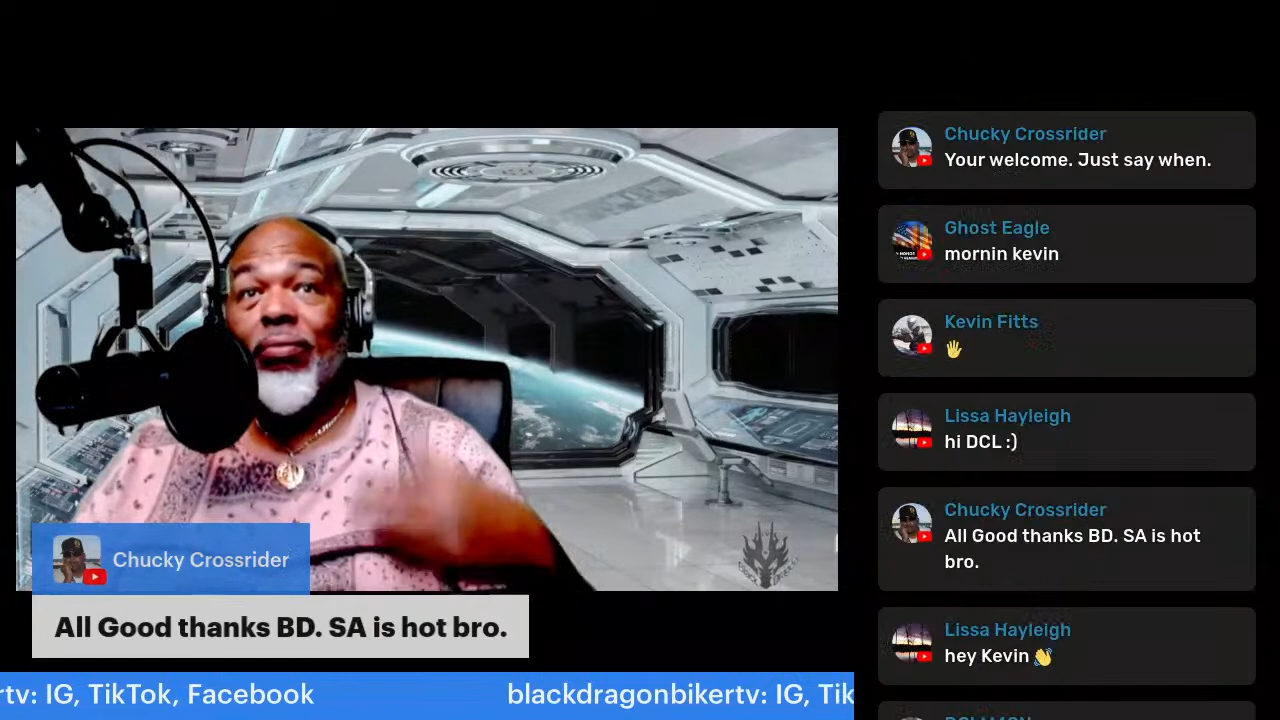 Chucky Crossrider
Your welcome. Just say when.
Ghost Eagle
mornin kevin
Kevin Fitts
🖐
Lissa Hayleigh
hi DCL :)
Chucky Crossrider
All Good thanks BD. SA is hot
bro.
Lissa Hayleigh
hey Kevin 👋
Chucky Crossrider
All Good thanks BD. SA is hot bro.
rtv: IG, TikTok, Facebook
blackdragonbikertv: IG, Tik